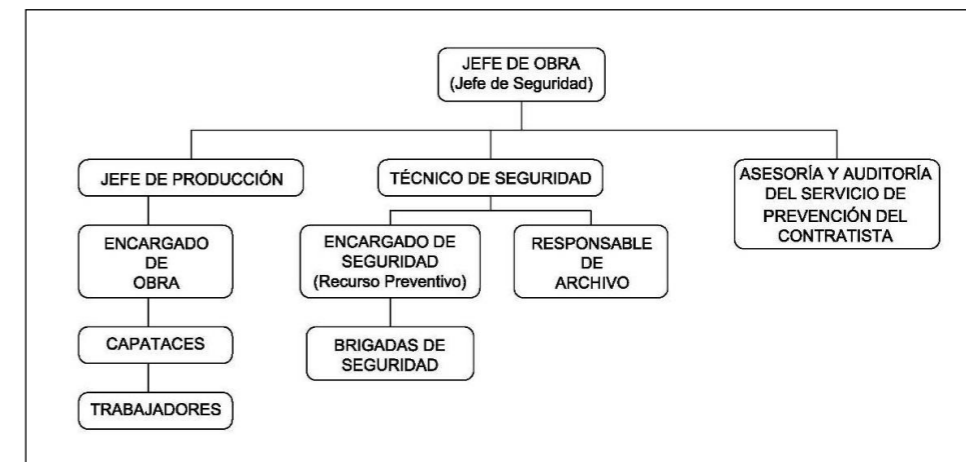 JEFE DE OBRA
(Jefe de Seguridad)
JEFE DE PRODUCCIÓN
TÉCNICO DE SEGURIDAD
ASESORÍA Y AUDITORÍA
DEL SERVICIO DE
PREVENCIÓN DEL
CONTRATISTA
ENCARGADO
DE
OBRA
ENCARGADO DE
SEGURIDAD
(Recurso Preventivo)
RESPONSABLE
DE
ARCHIVO
CAPATACES
BRIGADAS DE
SEGURIDAD
TRABAJADORES